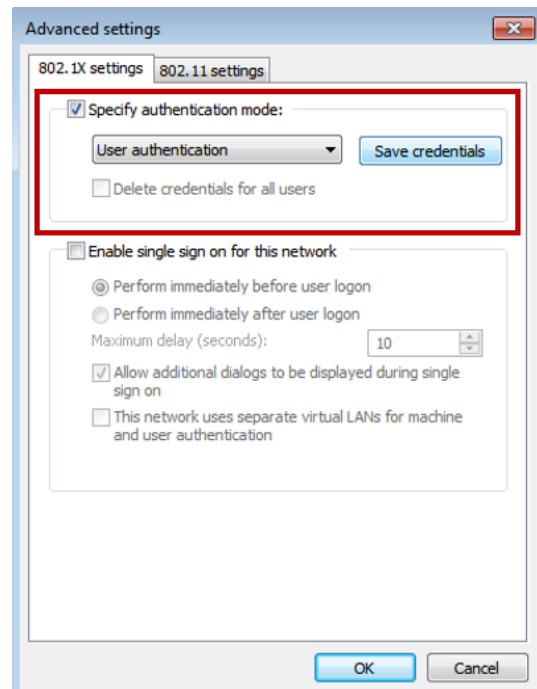 Advanced settings
802.1X settings 802.11 settings
Specify authentication mode:
User authentication Save credentials
Delete credentials for all users
Enable single sign on for this network
Perform immediately before user logon
Perform immediately after user logon
Maximum delay (seconds): 10
Allow additional dialogs to be displayed during single
sign on
This network uses separate virtual LANs for machine
and user authentication
OK Cancel